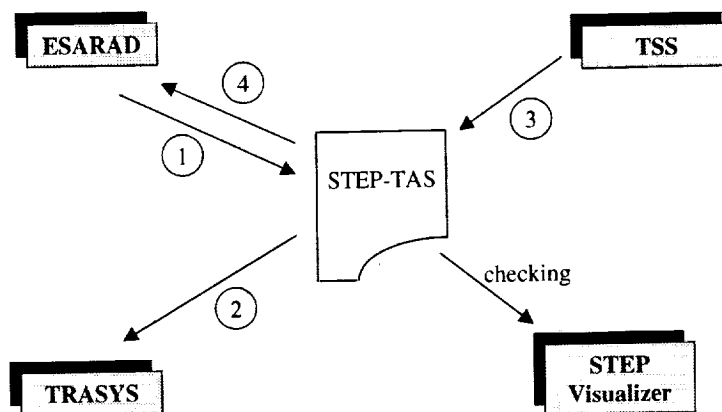 ESARAD
TSS
4
3
1
STEP-TAS
checking
2
STEP
Visualizer
TRASYS